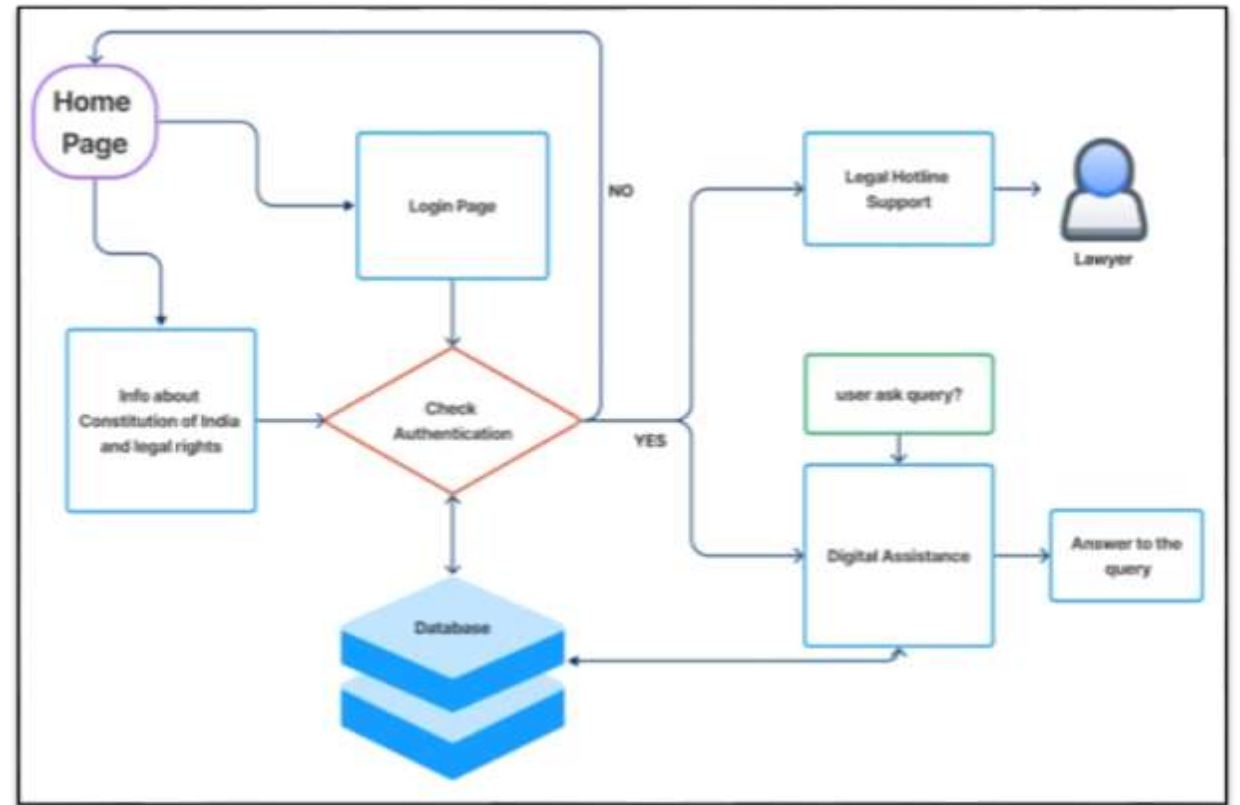 Home
Page
Login Page
NO
Legal Hotline
Support
Lawyer
Info about
Constitution of India
and legal rights
Check
Authentication
YES
user ask query?
Digital Assistance
Answer to the
query
Database